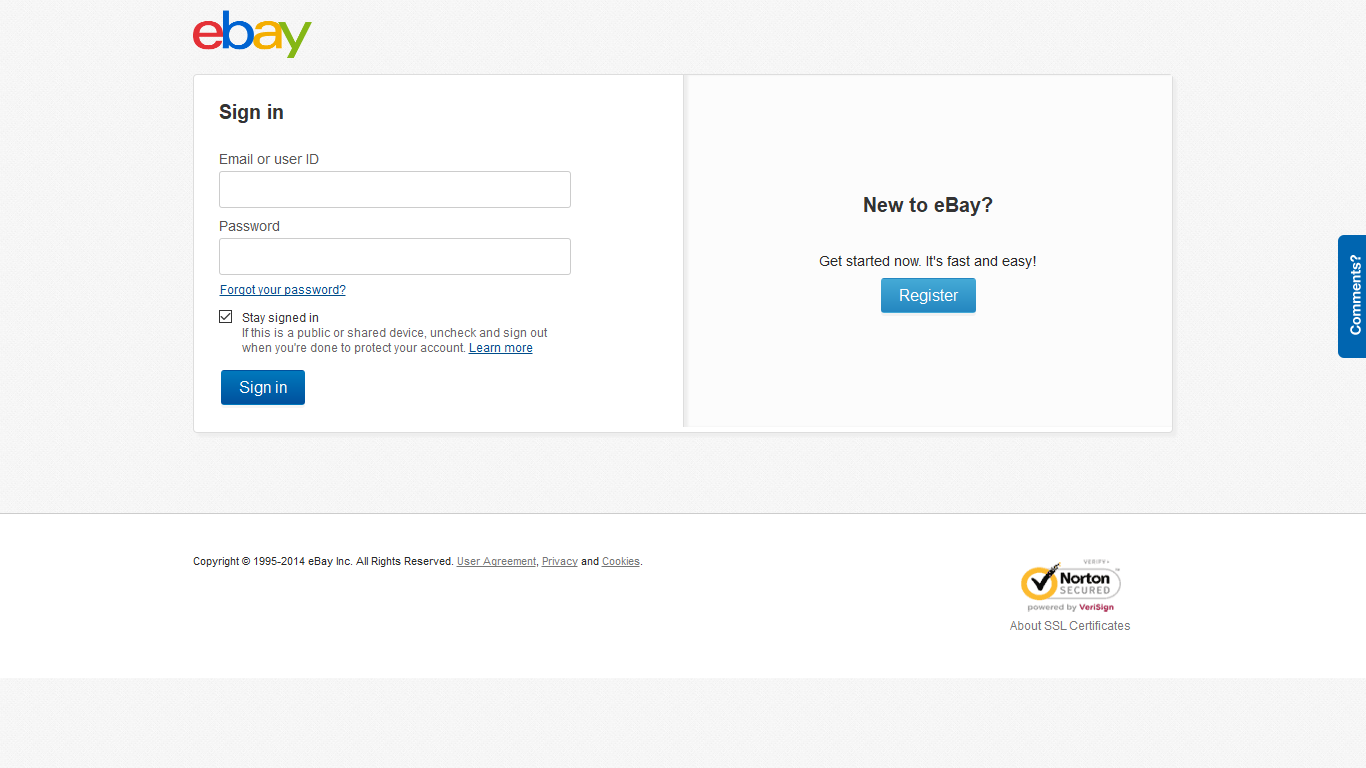 ebay
Sign in
Email or user ID
Password
Forgot your password?
Stay signed in
If this is a public or shared device, uncheck and sign out
when you're done to protect your account. Learn more
Sign in
New to eBay?
Get started now. It's fast and easy!
Register
Comments?
Copyright © 1995-2014 eBay Inc. All Rights Reserved. User Agreement, Privacy and Cookies.
VERIFY▸
Norton™
SECURED
powered by VeriSign
About SSL Certificates